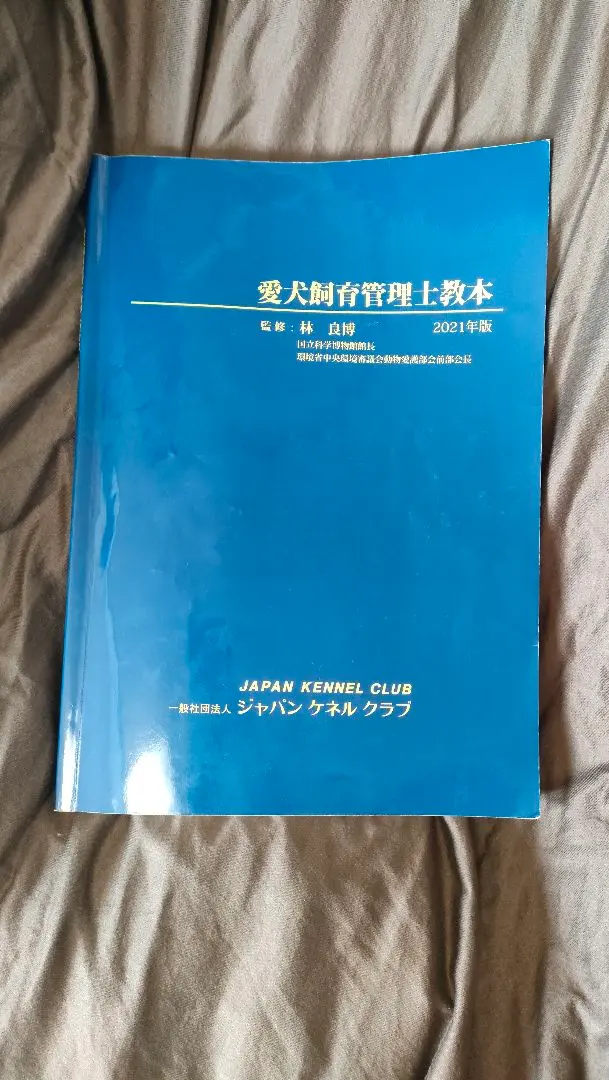 愛犬飼育管理士教本
監修：林 良博 2021年版
国立科学博物館館長
環境省中央環境審議会動物愛護部会前部会長
JAPAN KENNEL CLUB
一般社団法人 ジャパン ケネル クラブ